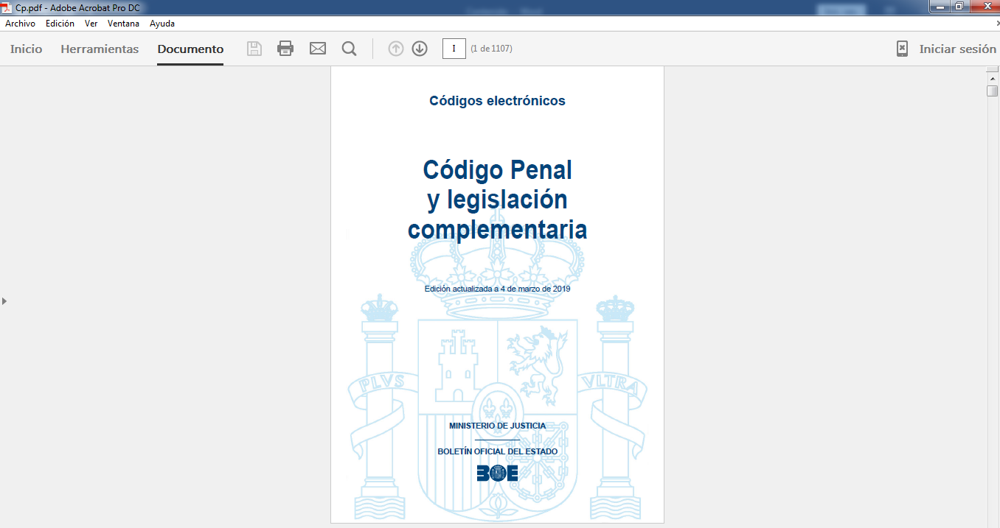 Cp.pdf - Adobe Acrobat Pro DC
Archivo Edición Ver Ventana Ayuda
Inicio Herramientas Documento I (1 de 1107) Iniciar sesión
Códigos electrónicos
Código Penal
y legislación
complementaria
Edición actualizada a 4 de marzo de 2019
PLVS VLTRA
MINISTERIO DE JUSTICIA
BOLETÍN OFICIAL DEL ESTADO
BOE